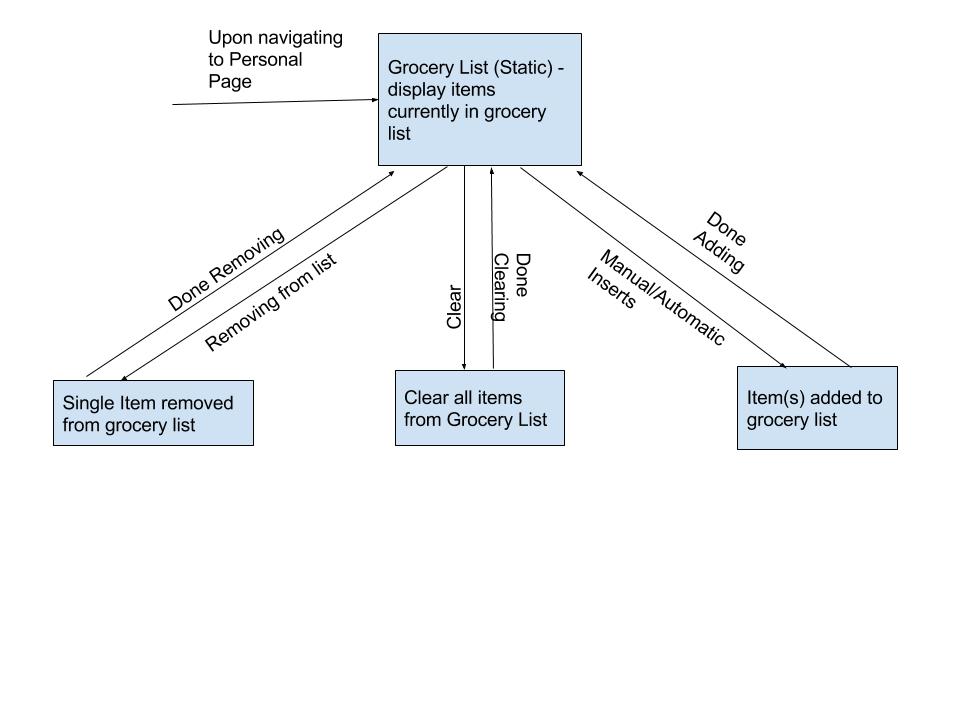 Upon navigating
to Personal
Page
Grocery List (Static) -
display items
currently in grocery
list
Done Removing
Removing from list
Clear
Done
Clearing
Manual/Automatic
Inserts
Done
Adding
Single Item removed
from grocery list
Clear all items
from Grocery List
Item(s) added to
grocery list